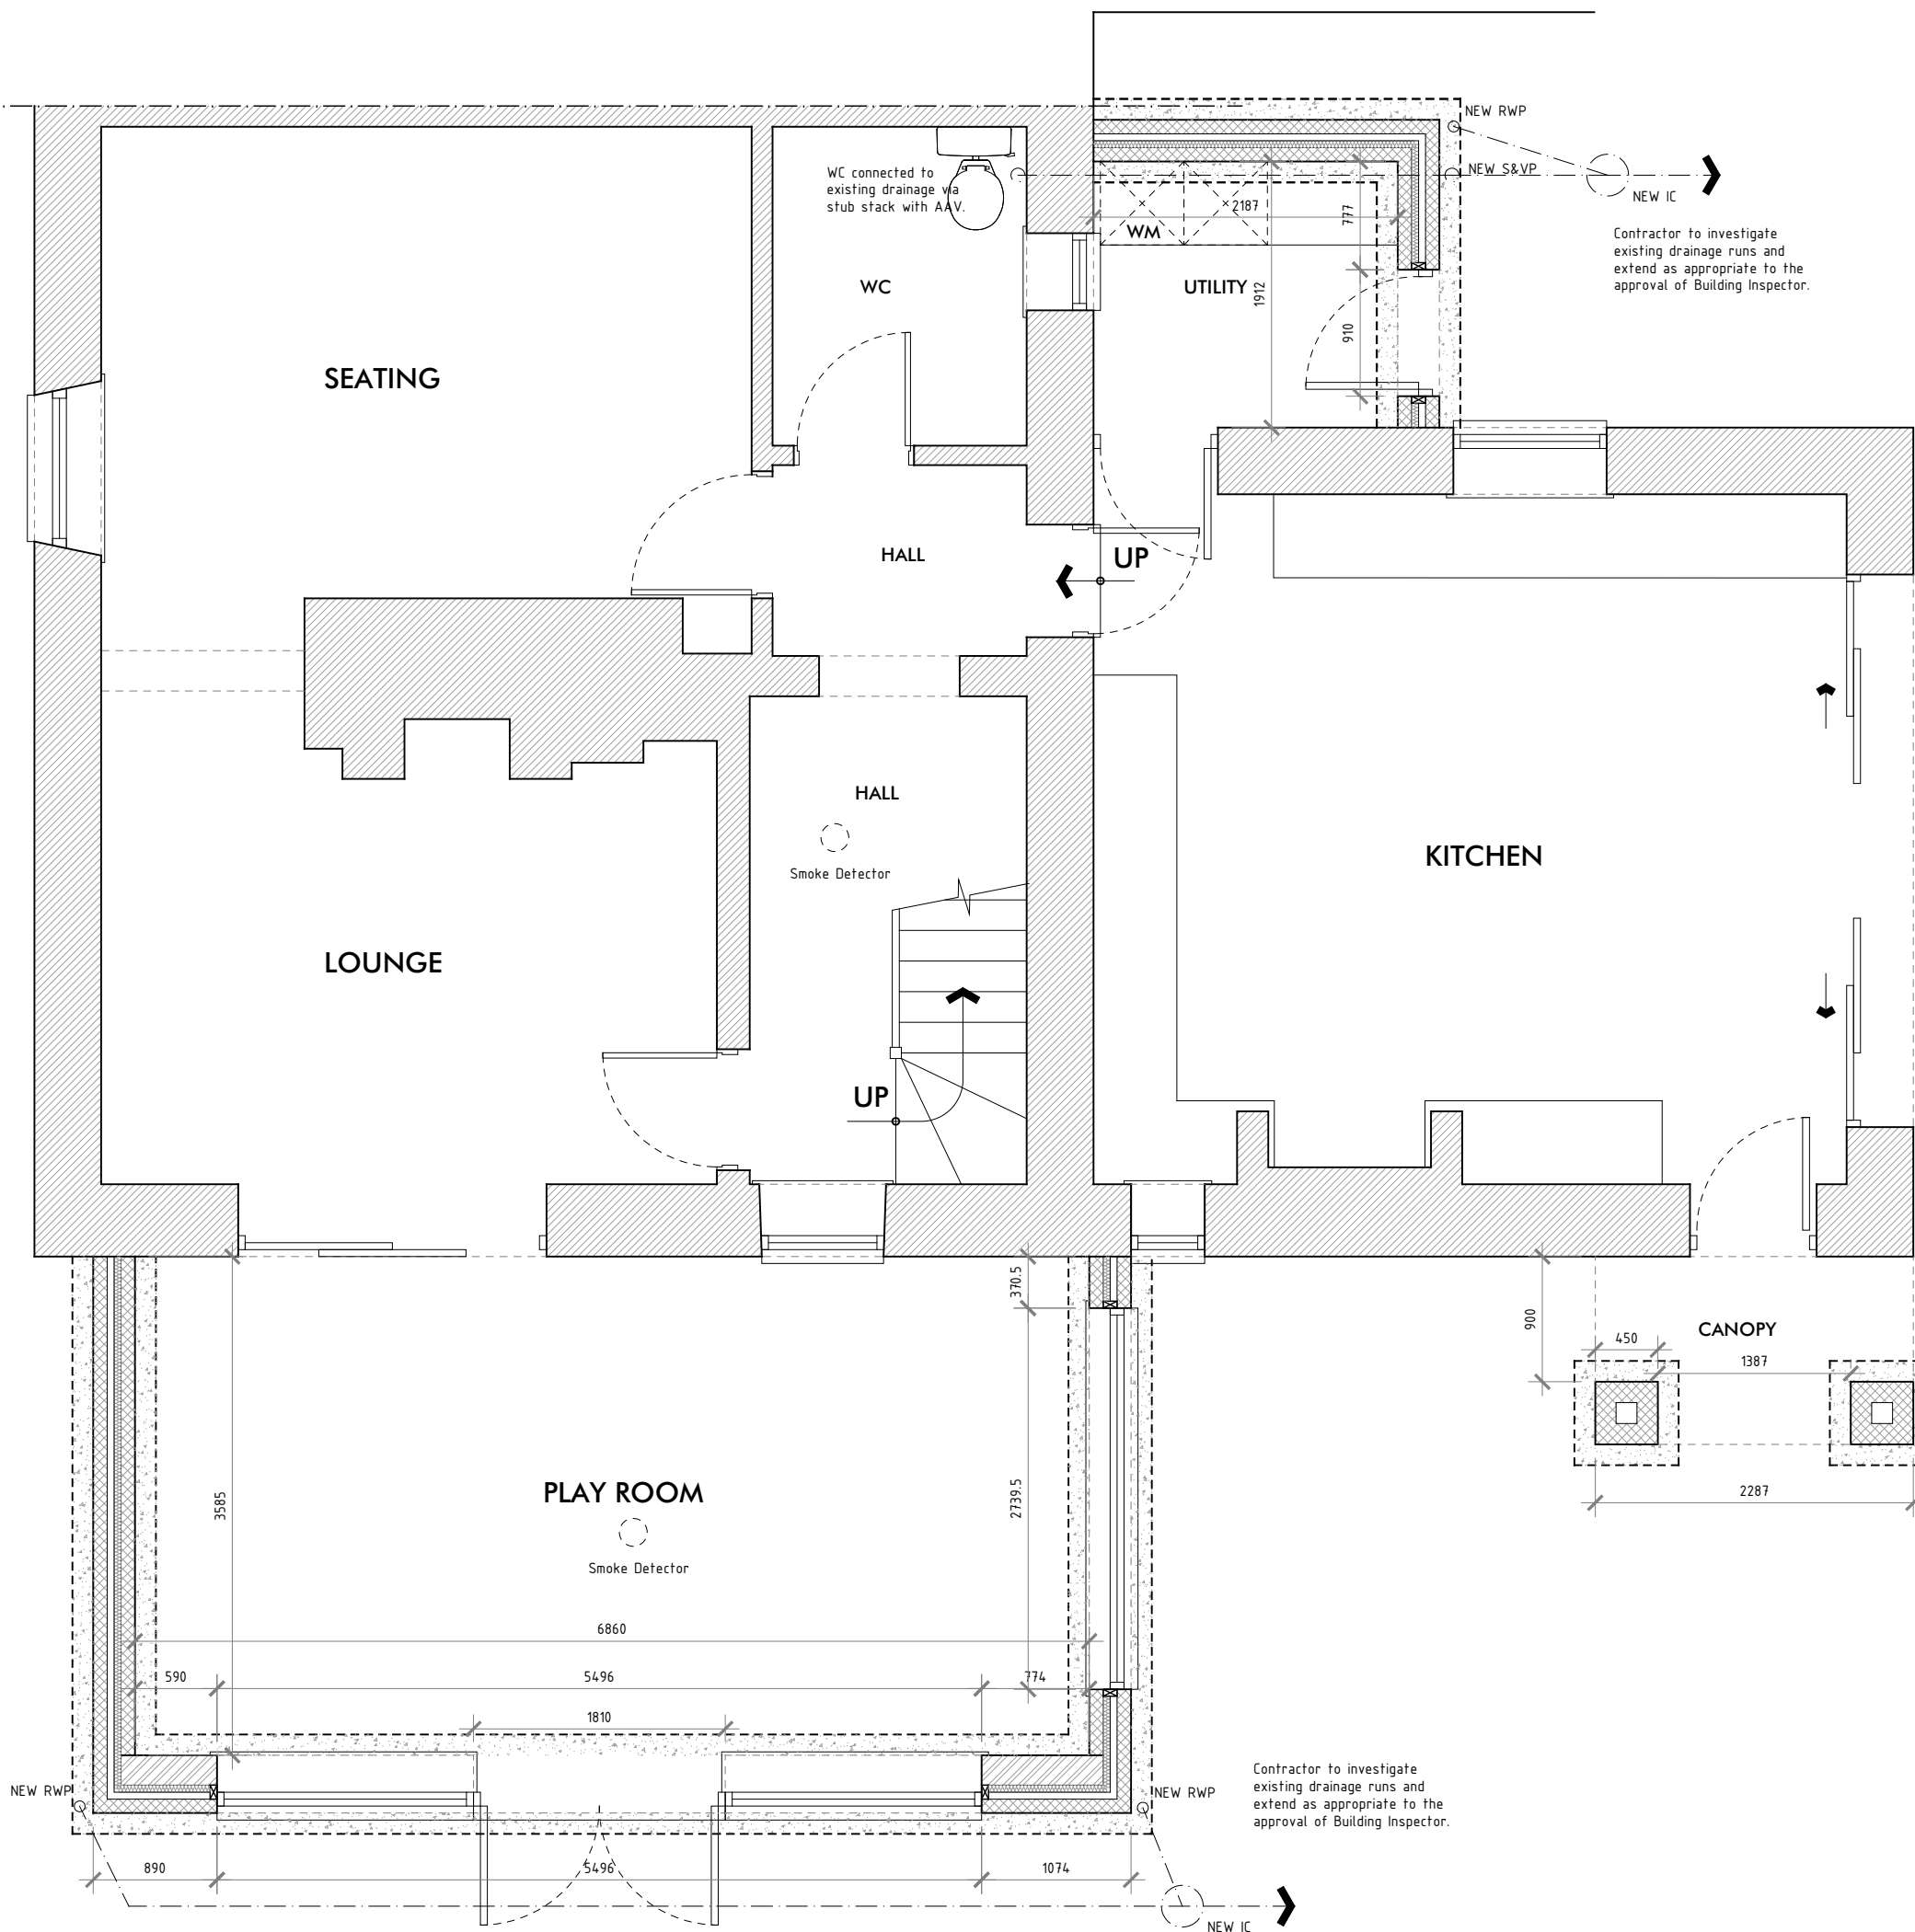 NEW RWP
WC connected to
existing drainage via
stub stack with AAV.
NEW S&VP
NEW IC
2187
777
WM
Contractor to investigate
existing drainage runs and
extend as appropriate to the
approval of Building Inspector.
WC
UTILITY
1912
910
SEATING
HALL
UP
HALL
KITCHEN
Smoke Detector
LOUNGE
UP
370.5
900
CANOPY
450
1387
PLAY ROOM
3585
2739.5
2287
Smoke Detector
6860
590
5496
774
1810
NEW RWP
NEW RWP
Contractor to investigate
existing drainage runs and
extend as appropriate to the
approval of Building Inspector.
890
5496
1074
NEW IC